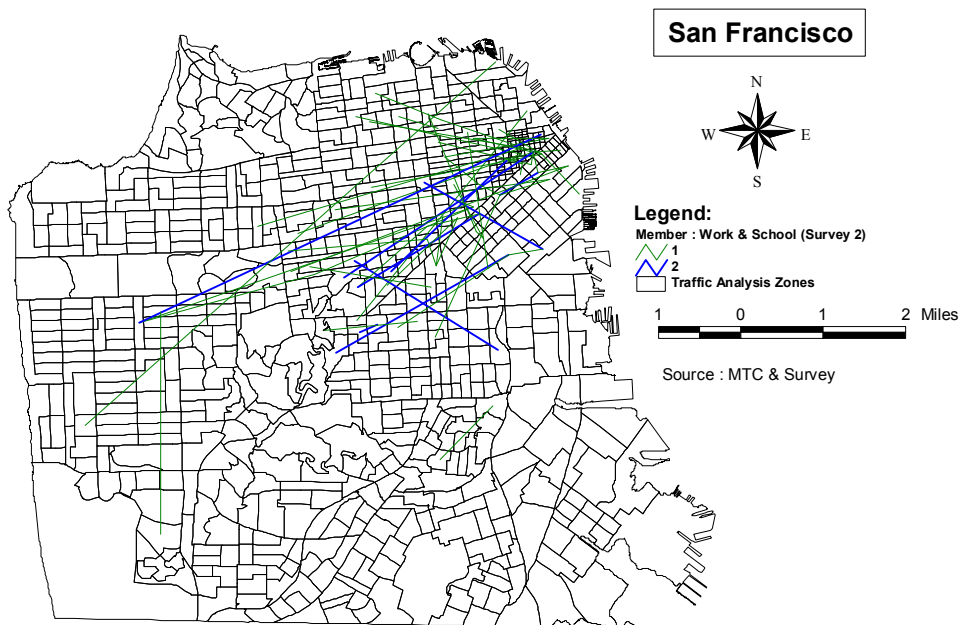 San Francisco
N
W E
S
Legend:
Member : Work & School (Survey 2)
1
2
Traffic Analysis Zones
1 0 1 2 Miles
Source : MTC & Survey